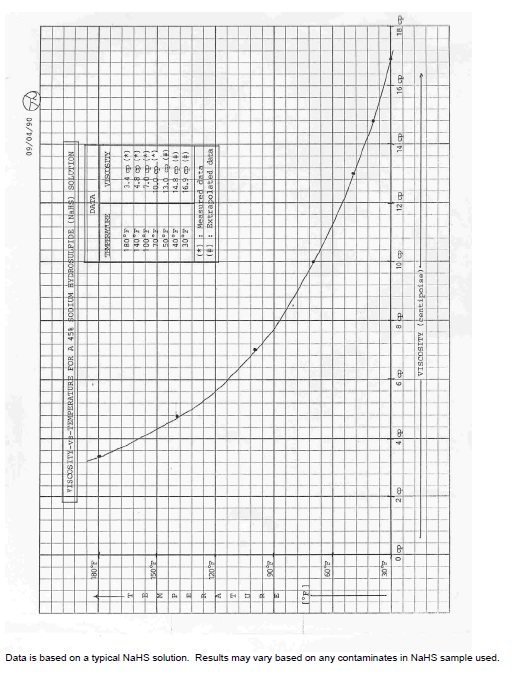 09/04/90
VISCOSITY-VS-TEMPERATURE FOR A 45% SODIUM HYDROSULFIDE (NaHS) SOLUTION
DATA
TEMPERATURE VISCOSITY
180°F 3.4 cp (*)
140°F 4.8 cp (*)
100°F 7.0 cp (*)
70°F 10.0 cp (*)
50°F 13.0 cp (#)
40°F 14.8 cp (#)
30°F 16.9 cp (#)
(*) : Measured data
(#) : Extrapolated data
180°F
150°F
120°F
90°F
60°F
30°F
TEMPERATURE
[°F]
0 cp 2 cp 4 cp 6 cp 8 cp 10 cp 12 cp 14 cp 16 cp 18 cp
VISCOSITY (centipoise)
Data is based on a typical NaHS solution. Results may vary based on any contaminates in NaHS sample used.